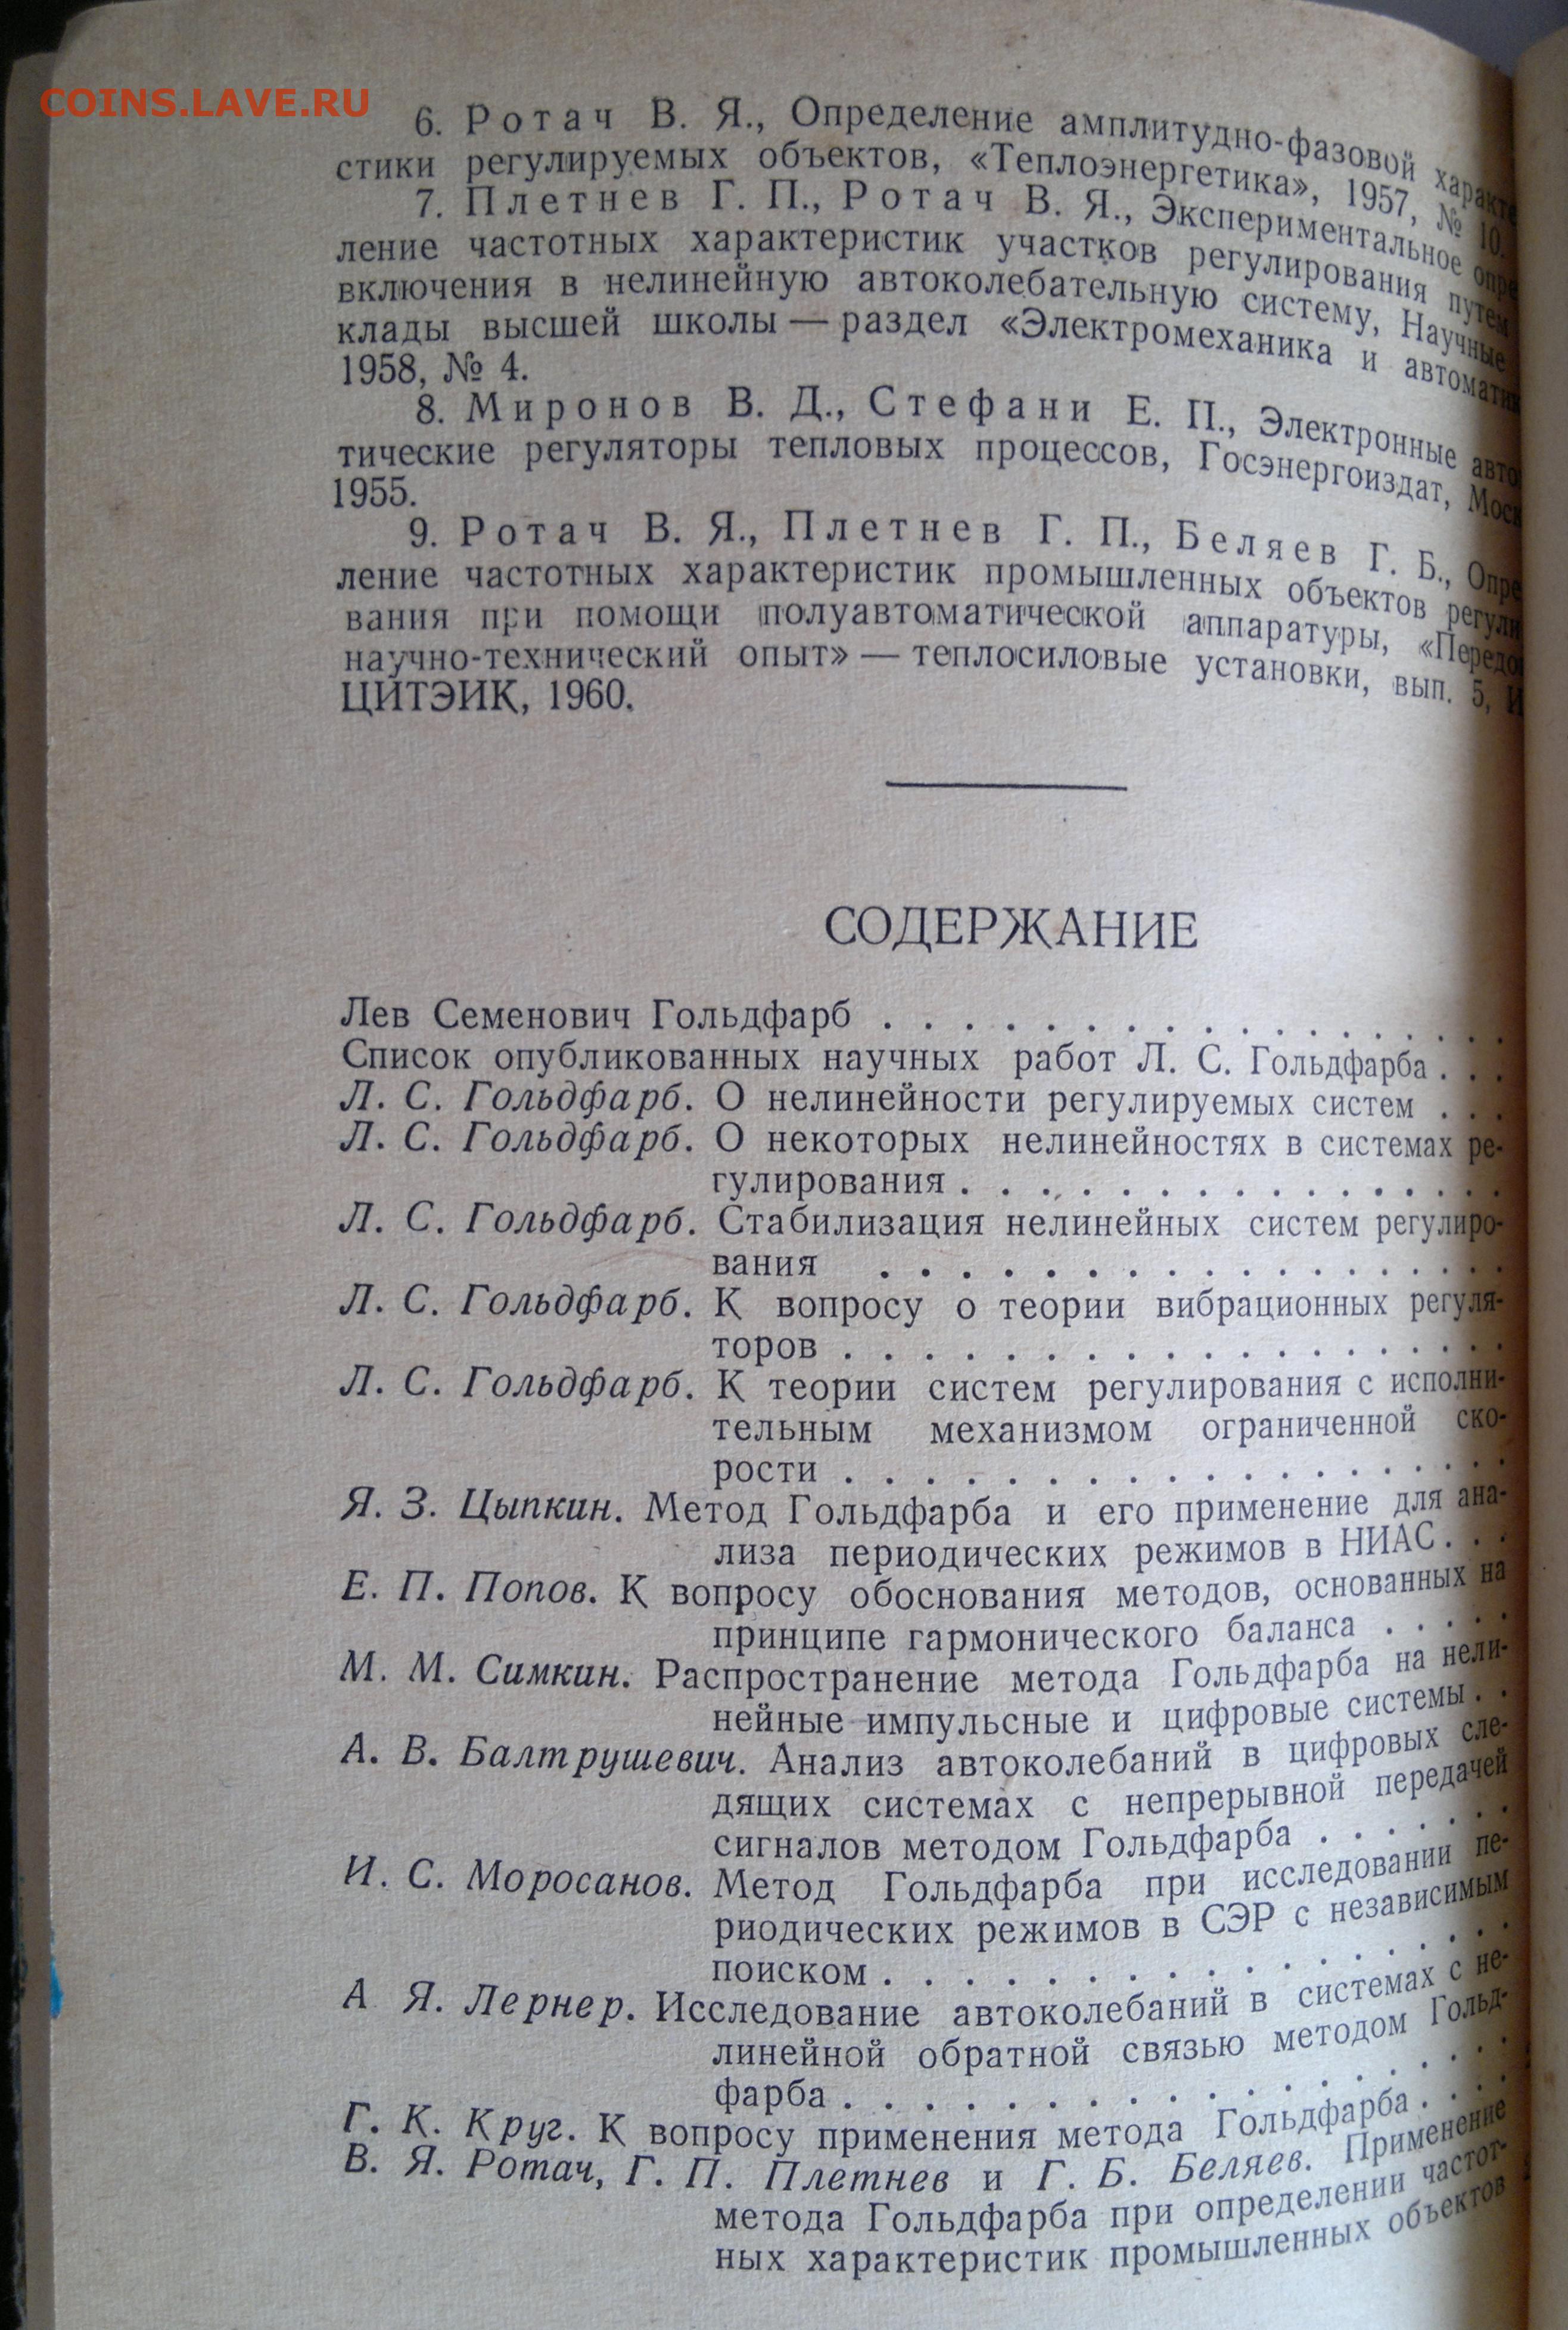 COINS.LAVE.RU
6. Ротач В. Я., Определение амплитудно-фазовой характе
стики регулируемых объектов, «Теплоэнергетика», 1957, № 10.
7. Плетнев Г. П., Ротач В. Я., Экспериментальное опре
ление частотных характеристик участков регулирования путем
включения в нелинейную автоколебательную систему, Научные
клады высшей школы — раздел «Электромеханика и автомати
1958, № 4.
8. Миронов В. Д., Стефани Е. П., Электронные авто
тические регуляторы тепловых процессов, Госэнергоиздат, Моск
1955.
9. Ротач В. Я., Плетнев Г. П., Беляев Г. Б., Опре
ление частотных характеристик промышленных объектов регули
вания при помощи полуавтоматической аппаратуры, «Передо
научно-технический опыт» — теплосиловые установки, вып. 5, И
ЦИТЭИК, 1960.
СОДЕРЖАНИЕ
Лев Семенович Гольдфарб . . . . . . . . . . . . . . . .
Список опубликованных научных работ Л. С. Гольдфарба . . .
Л. С. Гольдфарб. О нелинейности регулируемых систем . . .
Л. С. Гольдфарб. О некоторых нелинейностях в системах ре-
гулирования . . . . . . . . . . . . . .
Л. С. Гольдфарб. Стабилизация нелинейных систем регулиро-
вания . . . . . . . . . . . . . . . .
Л. С. Гольдфарб. К вопросу о теории вибрационных регуля-
торов . . . . . . . . . . . . . . . . .
Л. С. Гольдфарб. К теории систем регулирования с исполни-
тельным механизмом ограниченной ско-
рости . . . . . . . . . . . . . . . . .
Я. З. Цыпкин. Метод Гольдфарба и его применение для ана-
лиза периодических режимов в НИАС . . .
Е. П. Попов. К вопросу обоснования методов, основанных на
принципе гармонического баланса . . . . .
М. М. Симкин. Распространение метода Гольдфарба на нели-
нейные импульсные и цифровые системы . .
А. В. Балтрушевич. Анализ автоколебаний в цифровых сле-
дящих системах с непрерывной передачей
сигналов методом Гольдфарба . . . . . . .
И. С. Моросанов. Метод Гольдфарба при исследовании пе-
риодических режимов в СЭР с независимым
поиском . . . . . . . . . . . . . . . .
А Я. Лернер. Исследование автоколебаний в системах с не-
линейной обратной связью методом Гольд-
фарба . . . . . . . . . . . . . . . . .
Г. К. Круг. К вопросу применения метода Гольдфарба . . . .
В. Я. Ротач, Г. П. Плетнев и Г. Б. Беляев. Применение
метода Гольдфарба при определении частот-
ных характеристик промышленных объектов